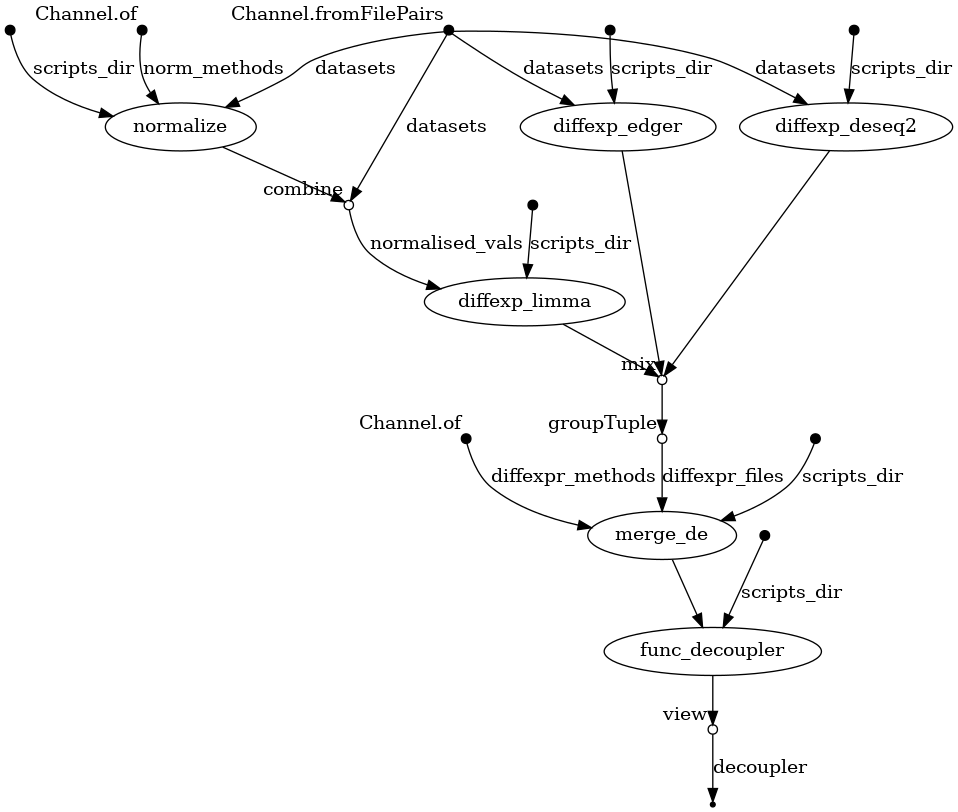 Channel.of
Channel.fromFilePairs
scripts_dir
norm_methods
datasets
datasets
scripts_dir
datasets
scripts_dir
normalize
datasets
diffexp_edger
diffexp_deseq2
combine
normalised_vals
scripts_dir
diffexp_limma
mix
Channel.of
groupTuple
diffexpr_methods
diffexpr_files
scripts_dir
merge_de
scripts_dir
func_decoupler
view
decoupler